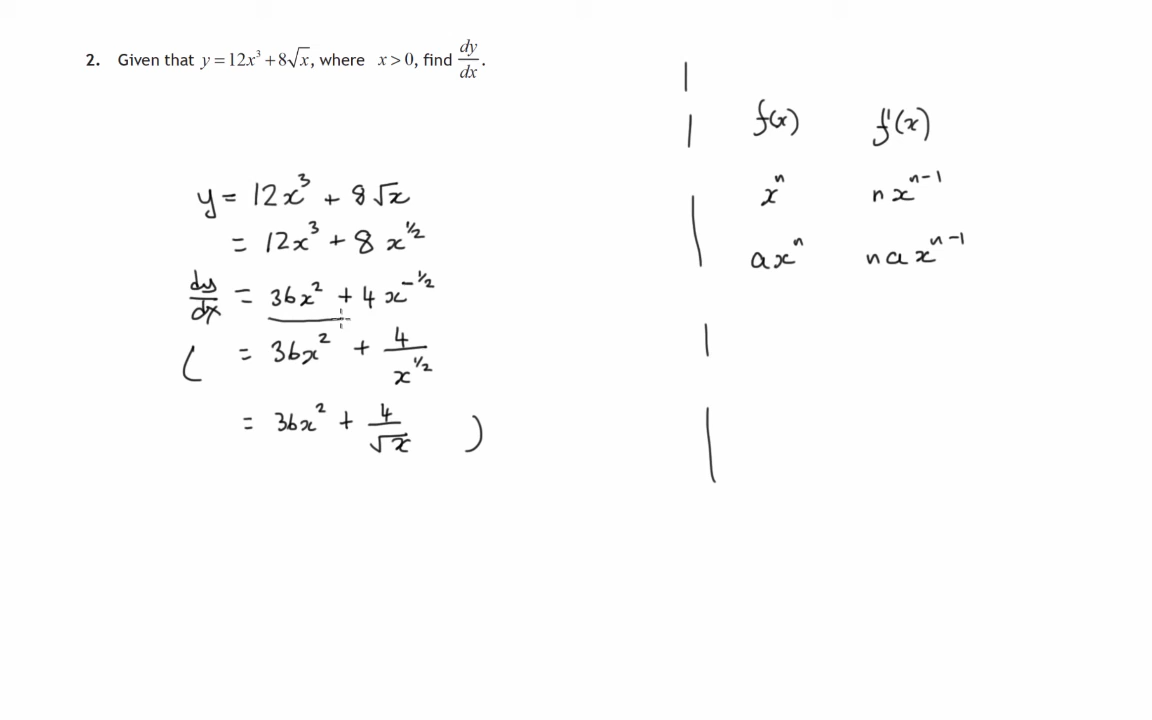 2. Given that y = 12x³ + 8√x, where x > 0, find dy/dx.
y = 12x³ + 8√x
= 12x³ + 8x^½
dy/dx = 36x² + 4x^-½
( = 36x² + 4/x^½
= 36x² + 4/√x )
f(x) f'(x)
xⁿ nxⁿ⁻¹
axⁿ naxⁿ⁻¹